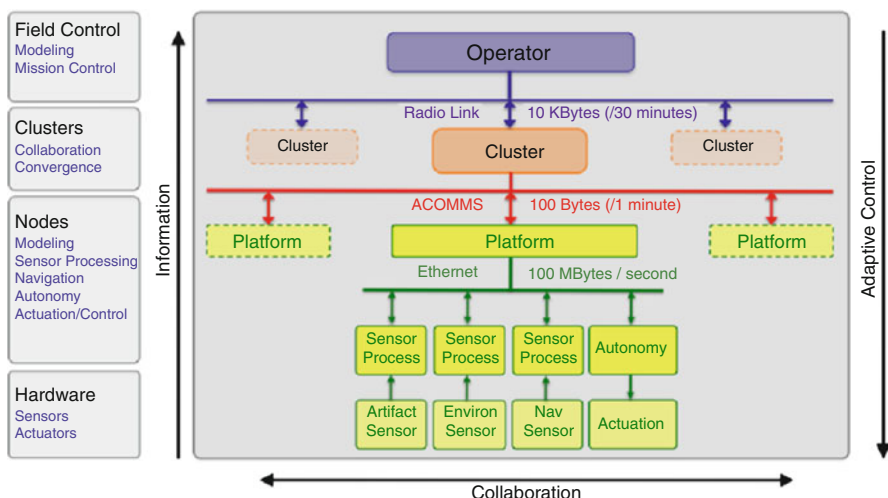 Field Control
Modeling
Mission Control
Clusters
Collaboration
Convergence
Nodes
Modeling
Sensor Processing
Navigation
Autonomy
Actuation/Control
Hardware
Sensors
Actuators
Information
Operator
Radio Link 10 KBytes (/30 minutes)
Cluster
Cluster
Cluster
ACOMMS 100 Bytes (/1 minute)
Platform
Platform
Platform
Ethernet 100 MBytes / second
Sensor
Process
Sensor
Process
Sensor
Process
Autonomy
Artifact
Sensor
Environ
Sensor
Nav
Sensor
Actuation
Collaboration
Adaptive Control